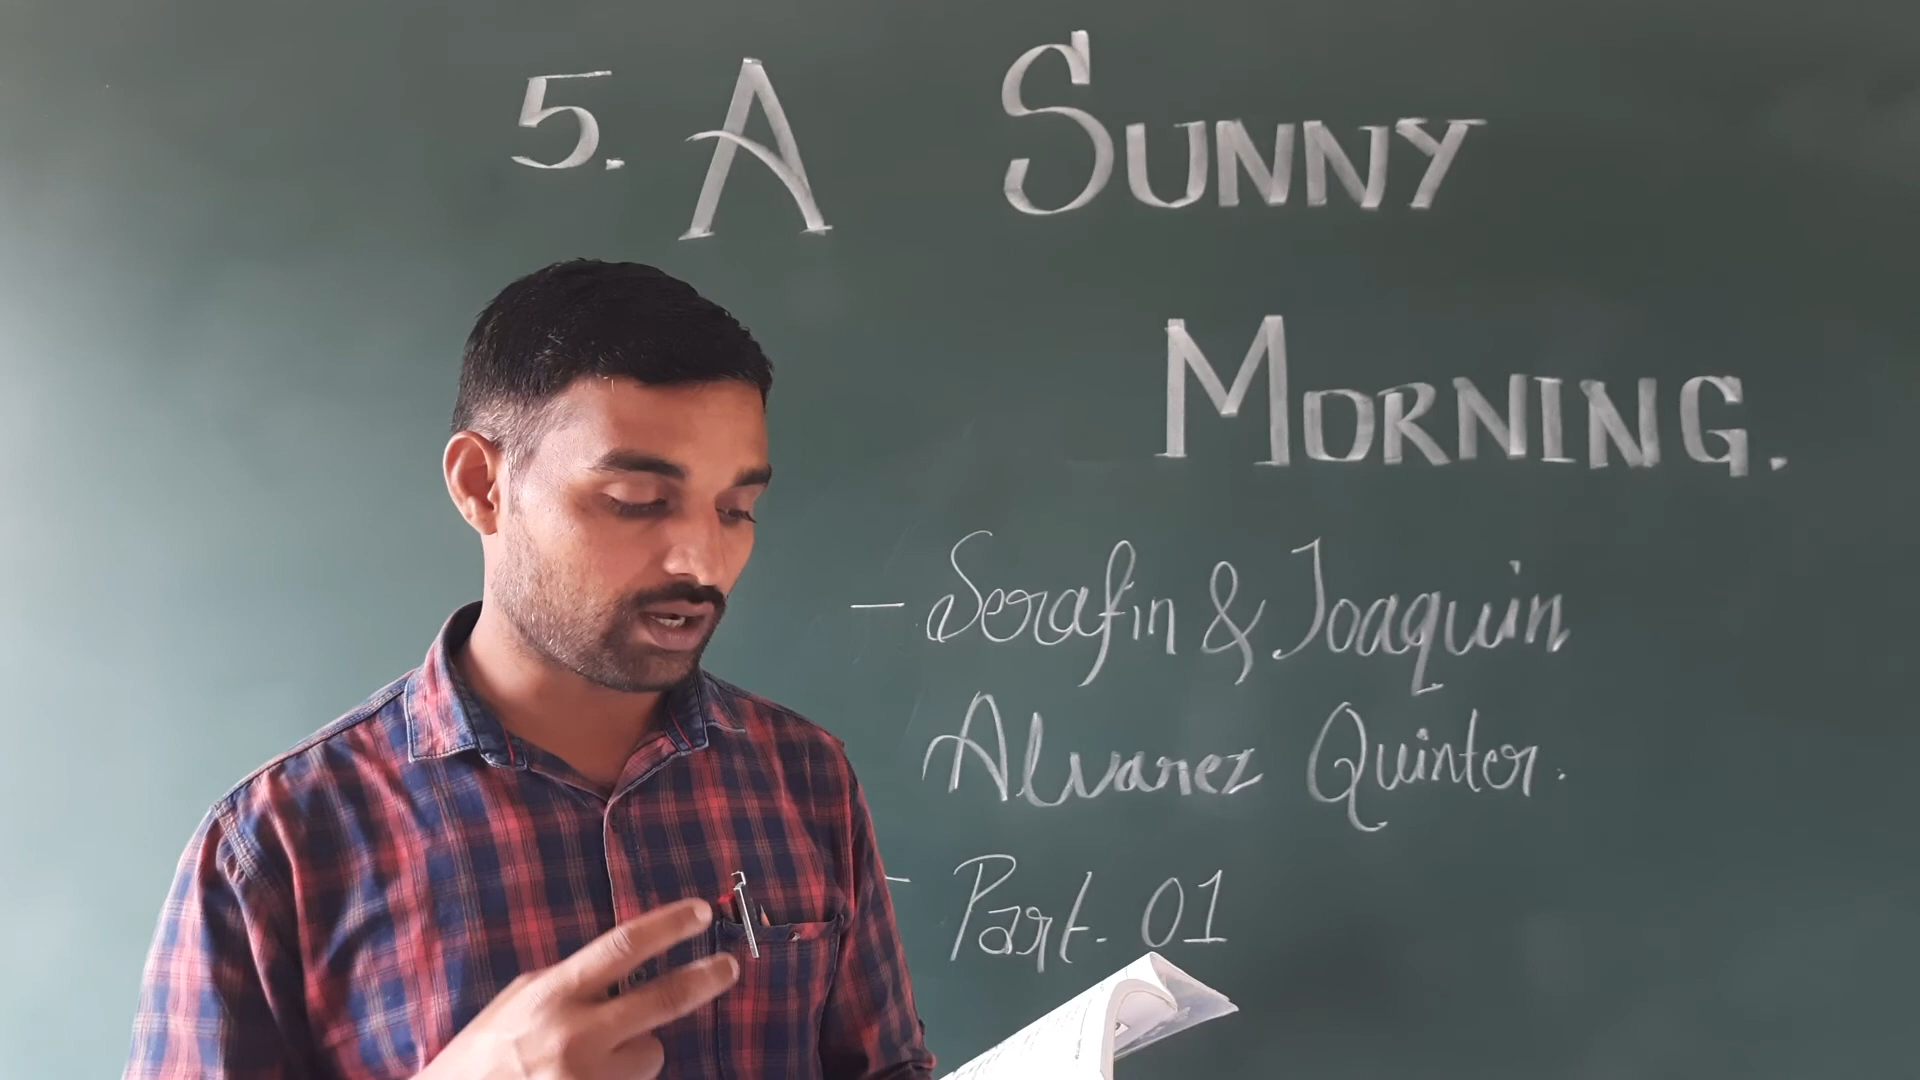 5. A SUNNY
MORNING.
- Serafin & Joaquin
Alvarez Quinter.
- Part. 01